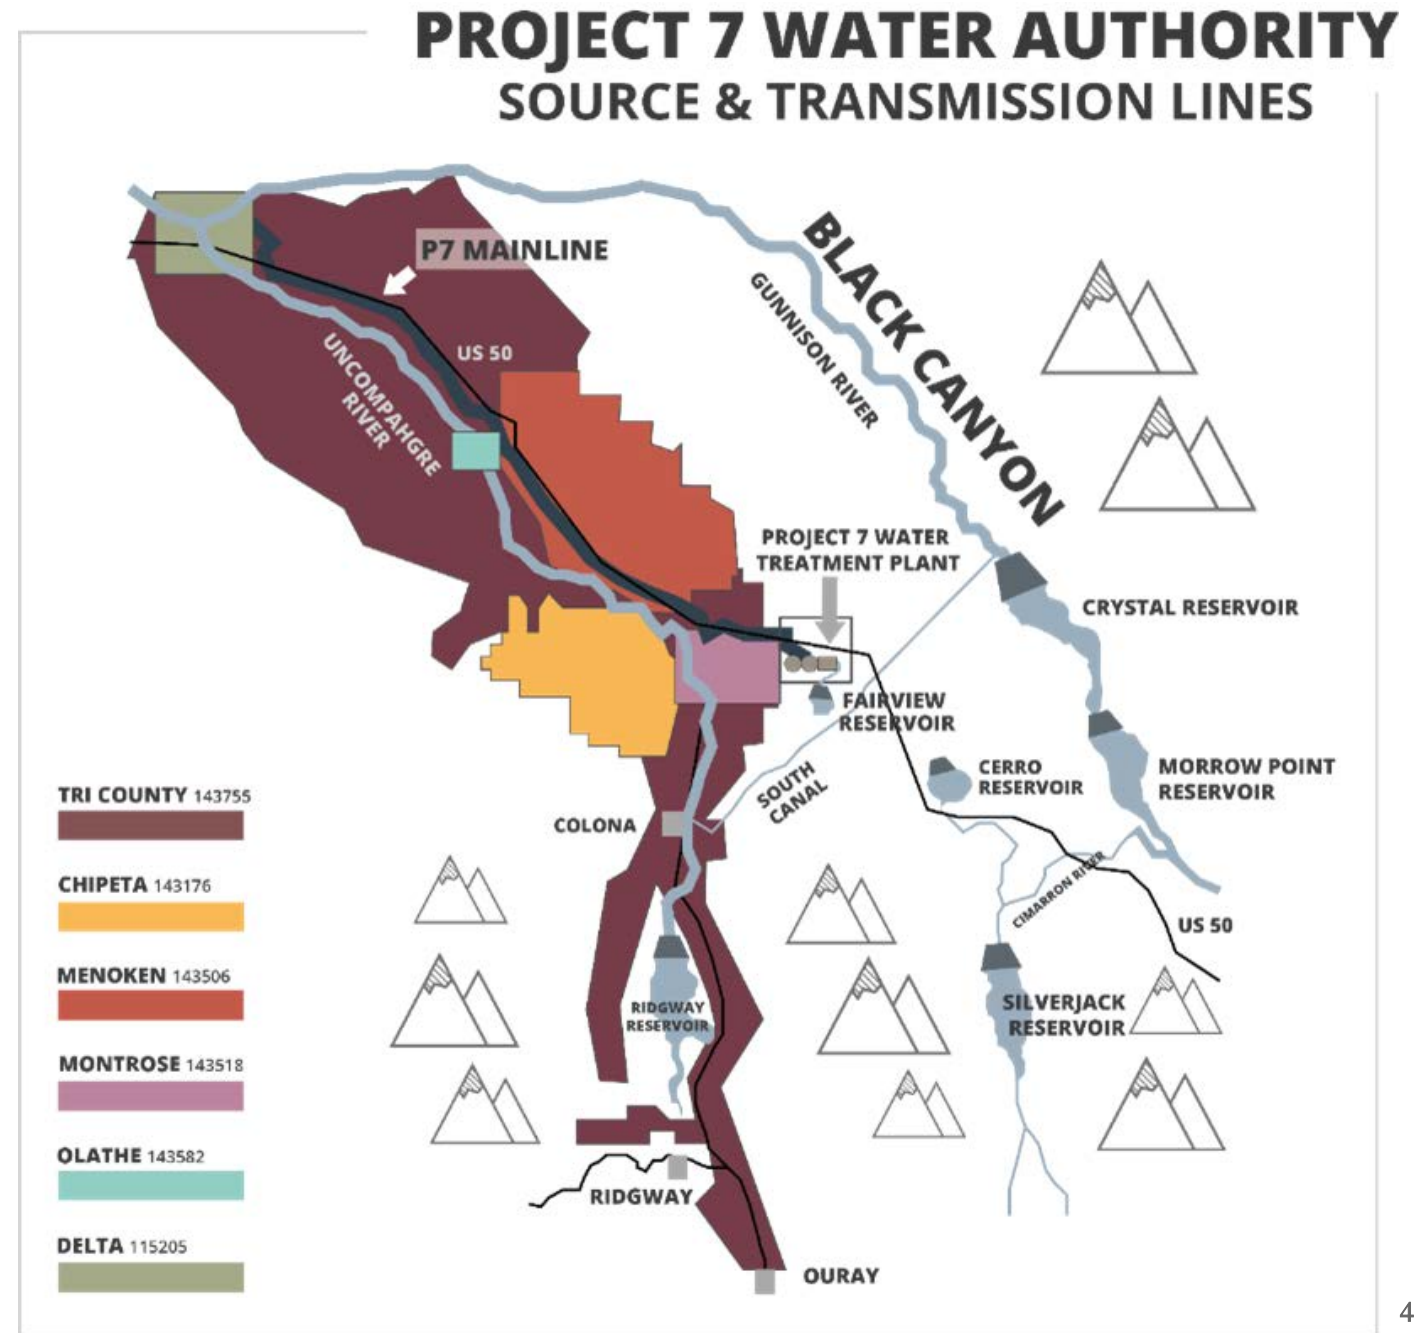 PROJECT 7 WATER AUTHORITY
SOURCE & TRANSMISSION LINES
P7 MAINLINE
BLACK CANYON
GUNNISON RIVER
US 50
UNCOMPAHGRE
RIVER
PROJECT 7 WATER
TREATMENT PLANT
CRYSTAL RESERVOIR
FAIRVIEW
RESERVOIR
CERRO
RESERVOIR
MORROW POINT
RESERVOIR
SOUTH
CANAL
COLONA
CIMARRON RIVER
US 50
SILVERJACK
RESERVOIR
RIDGWAY
RESERVOIR
RIDGWAY
OURAY
TRI COUNTY 143755
CHIPETA 143176
MENOKEN 143506
MONTROSE 143518
OLATHE 143582
DELTA 115205
4